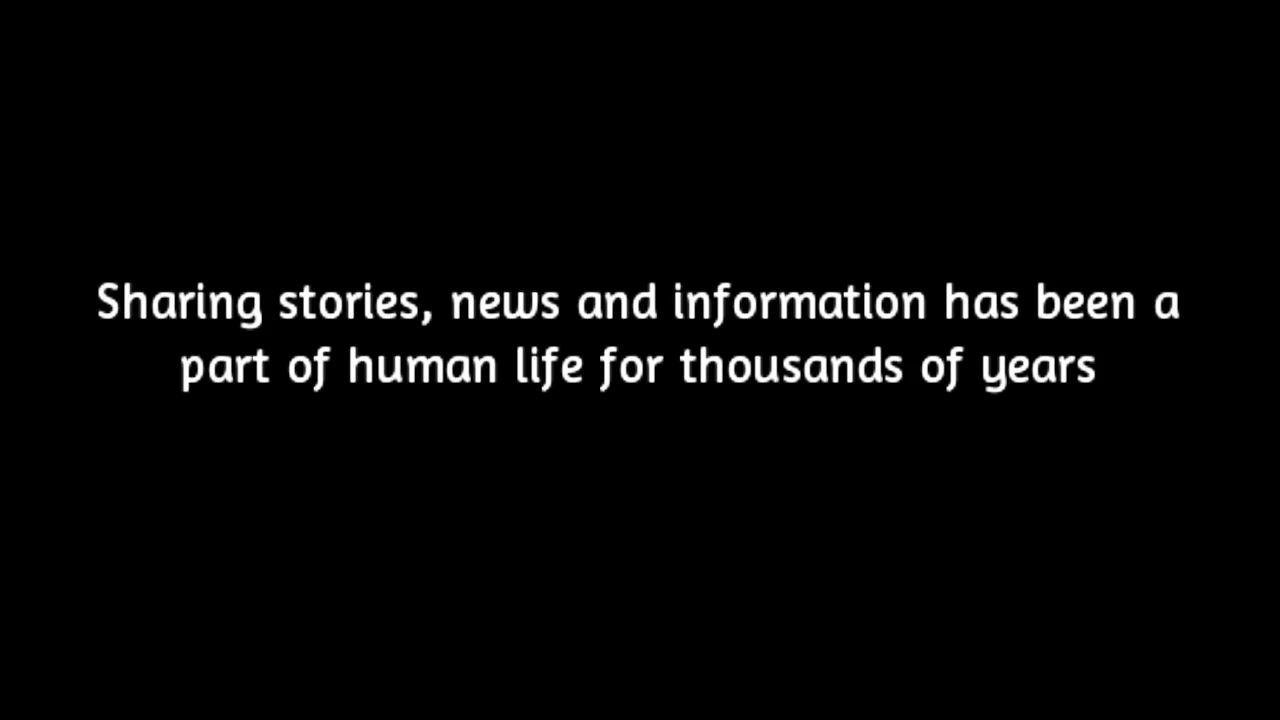 Sharing stories, news and information has been a
part of human life for thousands of years